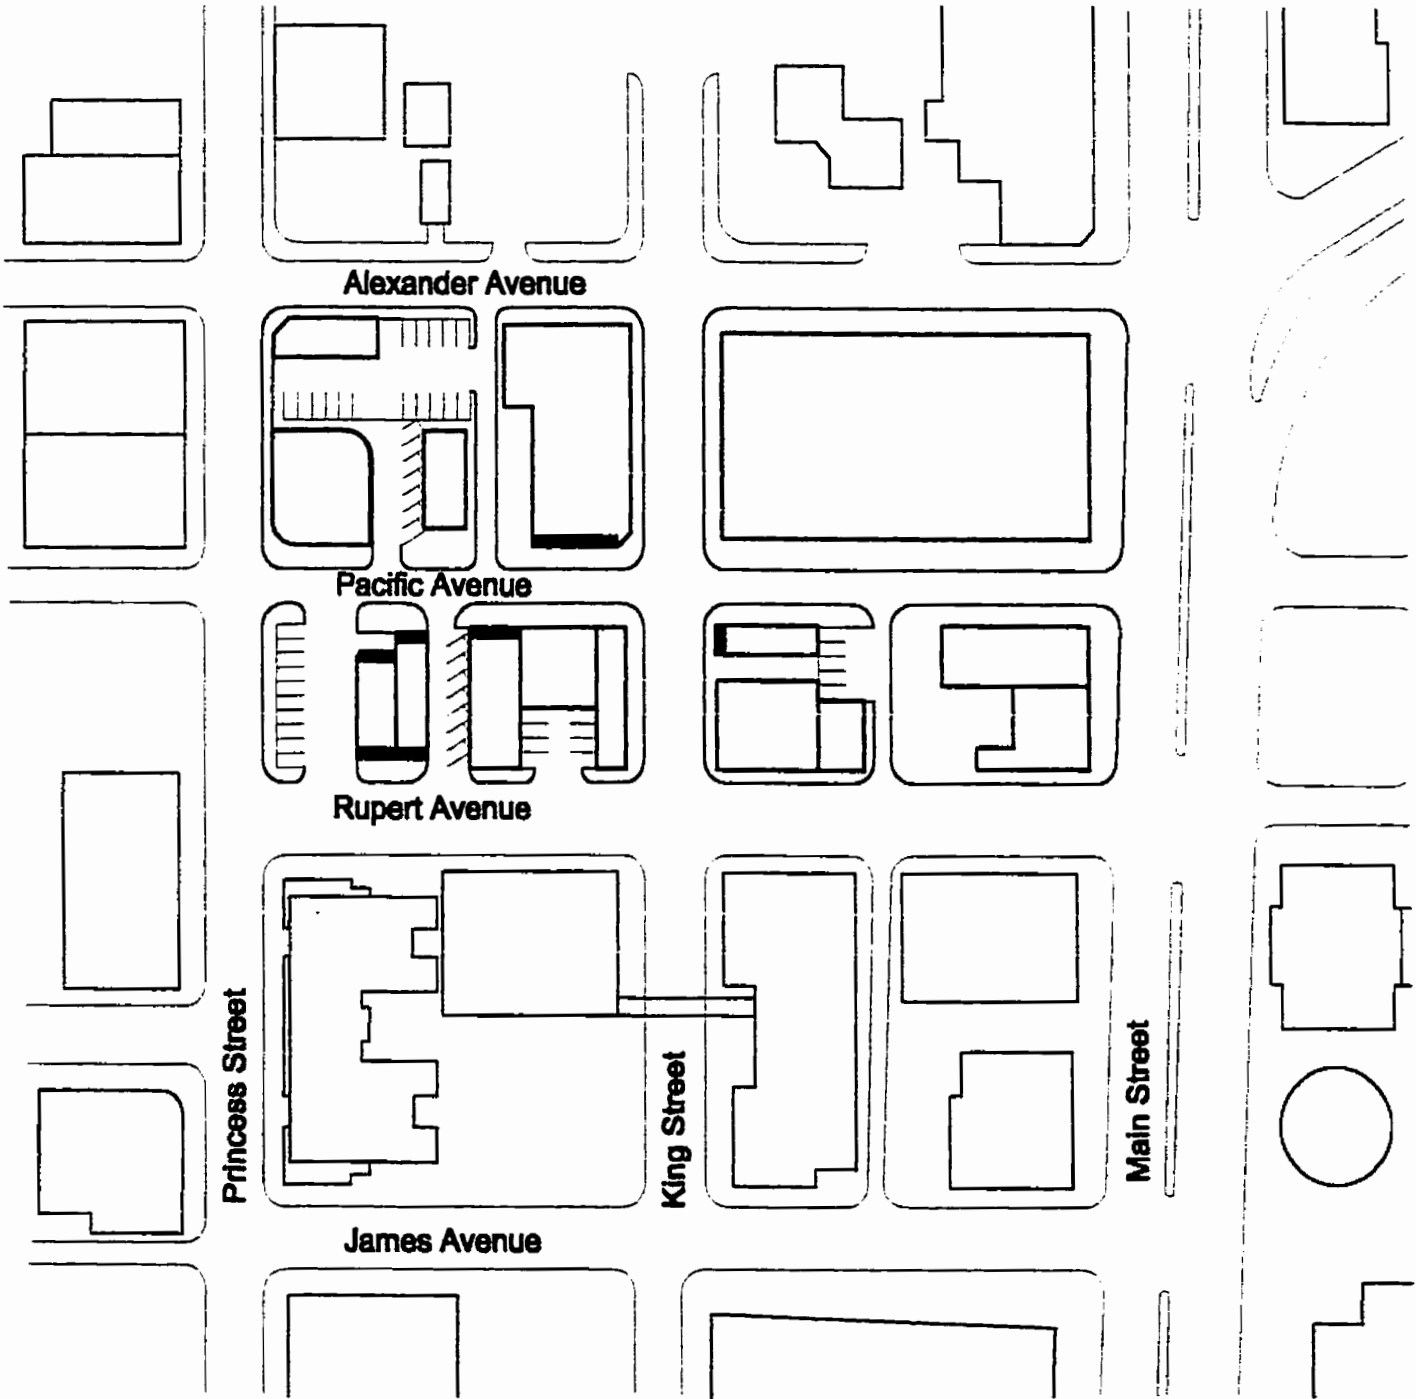 Alexander Avenue
Pacific Avenue
Rupert Avenue
Princess Street
King Street
Main Street
James Avenue